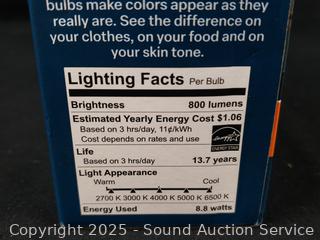 bulbs make colors appear as they
really are. See the difference on
your clothes, on your food and on
your skin tone.
Lighting Facts Per Bulb
Brightness 800 lumens
Estimated Yearly Energy Cost $1.06
Based on 3 hrs/day, 11¢/kWh
Cost depends on rates and use
ENERGY STAR
Life
Based on 3 hrs/day 13.7 years
Light Appearance
Warm Cool
2700 K 3000 K 4000 K 5000 K 6500 K
Energy Used 8.8 watts
Copyright 2025 - Sound Auction Service